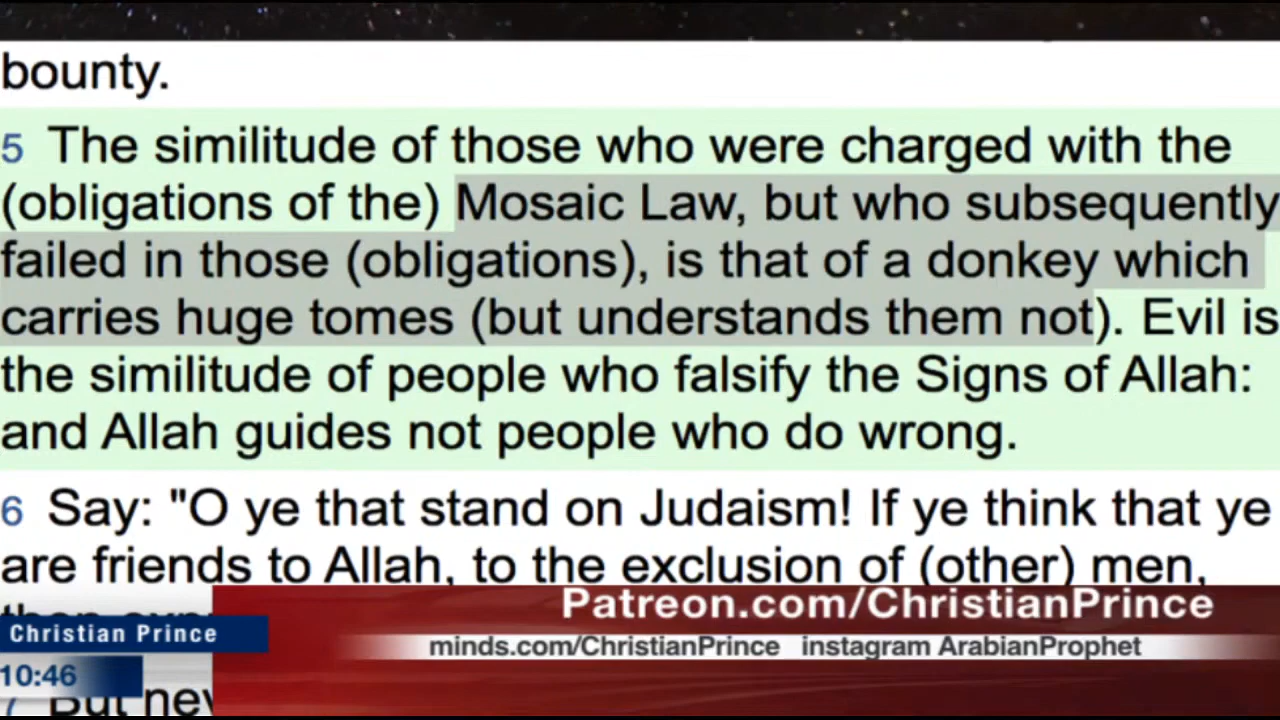 bounty.
5 The similitude of those who were charged with the
(obligations of the) Mosaic Law, but who subsequently
failed in those (obligations), is that of a donkey which
carries huge tomes (but understands them not). Evil is
the similitude of people who falsify the Signs of Allah:
and Allah guides not people who do wrong.
6 Say: "O ye that stand on Judaism! If ye think that ye
are friends to Allah, to the exclusion of (other) men,
Patreon.com/ChristianPrince
Christian Prince
minds.com/ChristianPrince instagram ArabianProphet
10:46
7 But